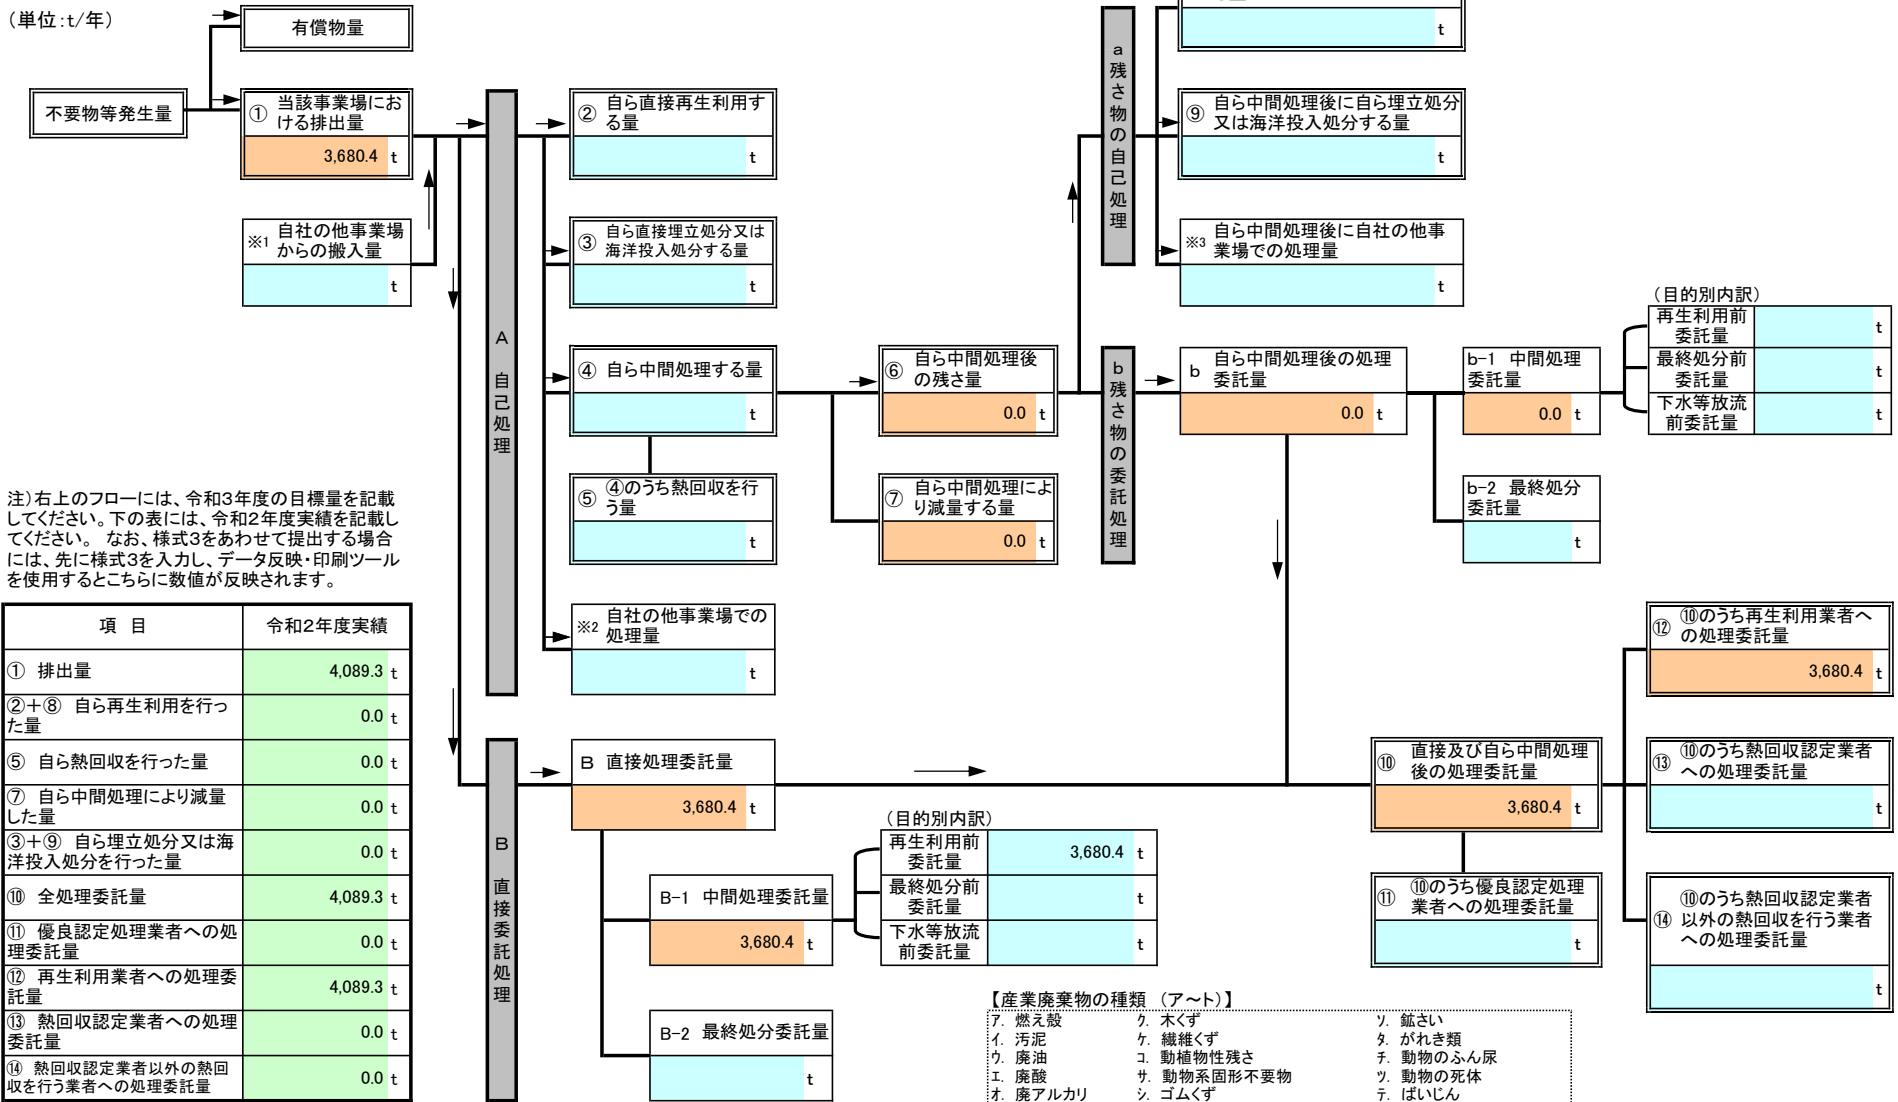 （単位:t/年）
有償物量
不要物等発生量
① 当該事業場にお
ける排出量
3,680.4 t
※1 自社の他事業場
からの搬入量
t
A 自己処理
② 自ら直接再生利用す
る量
t
③ 自ら直接埋立処分又は
海洋投入処分する量
t
④ 自ら中間処理する量
t
⑤ ④のうち熱回収を行
う量
t
※2 自社の他事業場での
処理量
t
⑥ 自ら中間処理後
の残さ量
0.0 t
⑦ 自ら中間処理によ
り減量する量
0.0 t
a 残さ物の自己処理
t
⑨ 自ら中間処理後に自ら埋立処分
又は海洋投入処分する量
t
※3 自ら中間処理後に自社の他事
業場での処理量
t
b 残さ物の委託処理
b 自ら中間処理後の処理
委託量
0.0 t
b-1 中間処理
委託量
0.0 t
（目的別内訳）
再生利用前
委託量
t
最終処分前
委託量
t
下水等放流
前委託量
t
b-2 最終処分
委託量
t
注）右上のフローには、令和3年度の目標量を記載
してください。下の表には、令和2年度実績を記載し
てください。 なお、様式3をあわせて提出する場合
には、先に様式3を入力し、データ反映・印刷ツール
を使用するとこちらに数値が反映されます。
項 目 令和2年度実績
① 排出量 4,089.3 t
②＋⑧ 自ら再生利用を行っ
た量 0.0 t
⑤ 自ら熱回収を行った量 0.0 t
⑦ 自ら中間処理により減量
した量 0.0 t
③＋⑨ 自ら埋立処分又は海
洋投入処分を行った量 0.0 t
⑩ 全処理委託量 4,089.3 t
⑪ 優良認定処理業者への処
理委託量 0.0 t
⑫ 再生利用業者への処理委
託量 4,089.3 t
⑬ 熱回収認定業者への処理
委託量 0.0 t
⑭ 熱回収認定業者以外の熱回
収を行う業者への処理委託量 0.0 t
B 直接委託処理
B 直接処理委託量
3,680.4 t
B-1 中間処理委託量
3,680.4 t
（目的別内訳）
再生利用前
委託量
3,680.4 t
最終処分前
委託量
t
下水等放流
前委託量
t
B-2 最終処分委託量
t
⑩ 直接及び自ら中間処理
後の処理委託量
3,680.4 t
⑪ ⑩のうち優良認定処理
業者への処理委託量
t
⑫ ⑩のうち再生利用業者へ
の処理委託量
3,680.4 t
⑬ ⑩のうち熱回収認定業者
への処理委託量
t
⑭ ⑩のうち熱回収認定業者
以外の熱回収を行う業者
への処理委託量
t
【産業廃棄物の種類 （ア～ト）】
ア. 燃え殻 ク. 木くず ソ. 鉱さい
イ. 汚泥 ケ. 繊維くず タ. がれき類
ウ. 廃油 コ. 動植物性残さ チ. 動物のふん尿
エ. 廃酸 サ. 動物系固形不要物 ツ. 動物の死体
オ. 廃アルカリ シ. ゴムくず テ. ばいじん